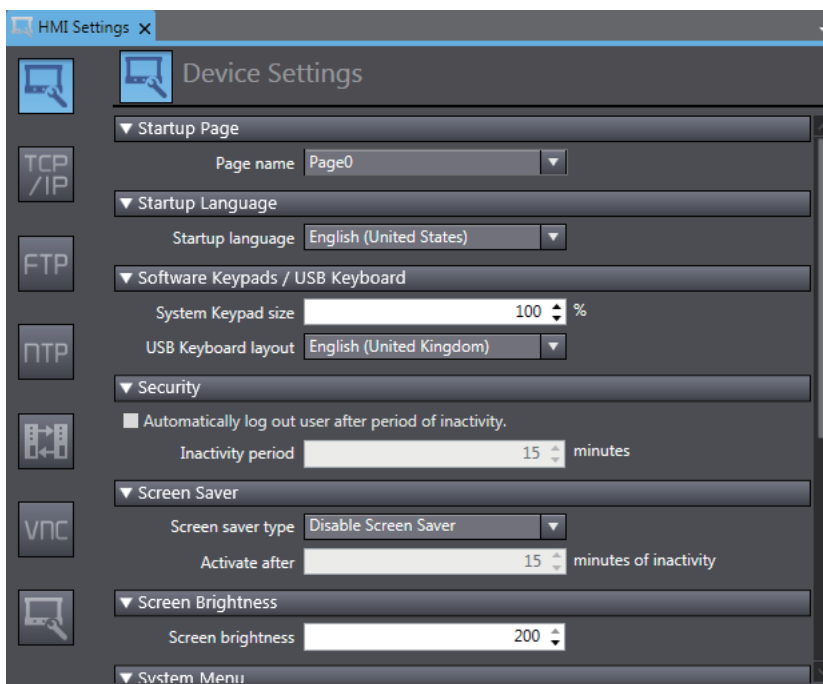 HMI Settings X
Device Settings
TCP
/IP
FTP
NTP
VNC
Startup Page
Page name Page0
Startup Language
Startup language English (United States)
Software Keypads / USB Keyboard
System Keypad size 100 %
USB Keyboard layout English (United Kingdom)
Security
Automatically log out user after period of inactivity.
Inactivity period 15 minutes
Screen Saver
Screen saver type Disable Screen Saver
Activate after 15 minutes of inactivity
Screen Brightness
Screen brightness 200
System Menu